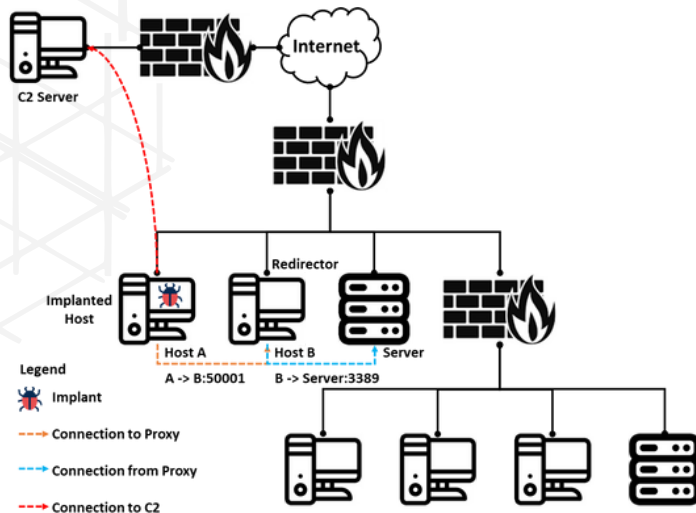 Internet
C2 Server
Redirector
Implanted
Host
Host A
Host B
Server
A -> B:50001
B -> Server:3389
Legend
Implant
Connection to Proxy
Connection from Proxy
Connection to C2